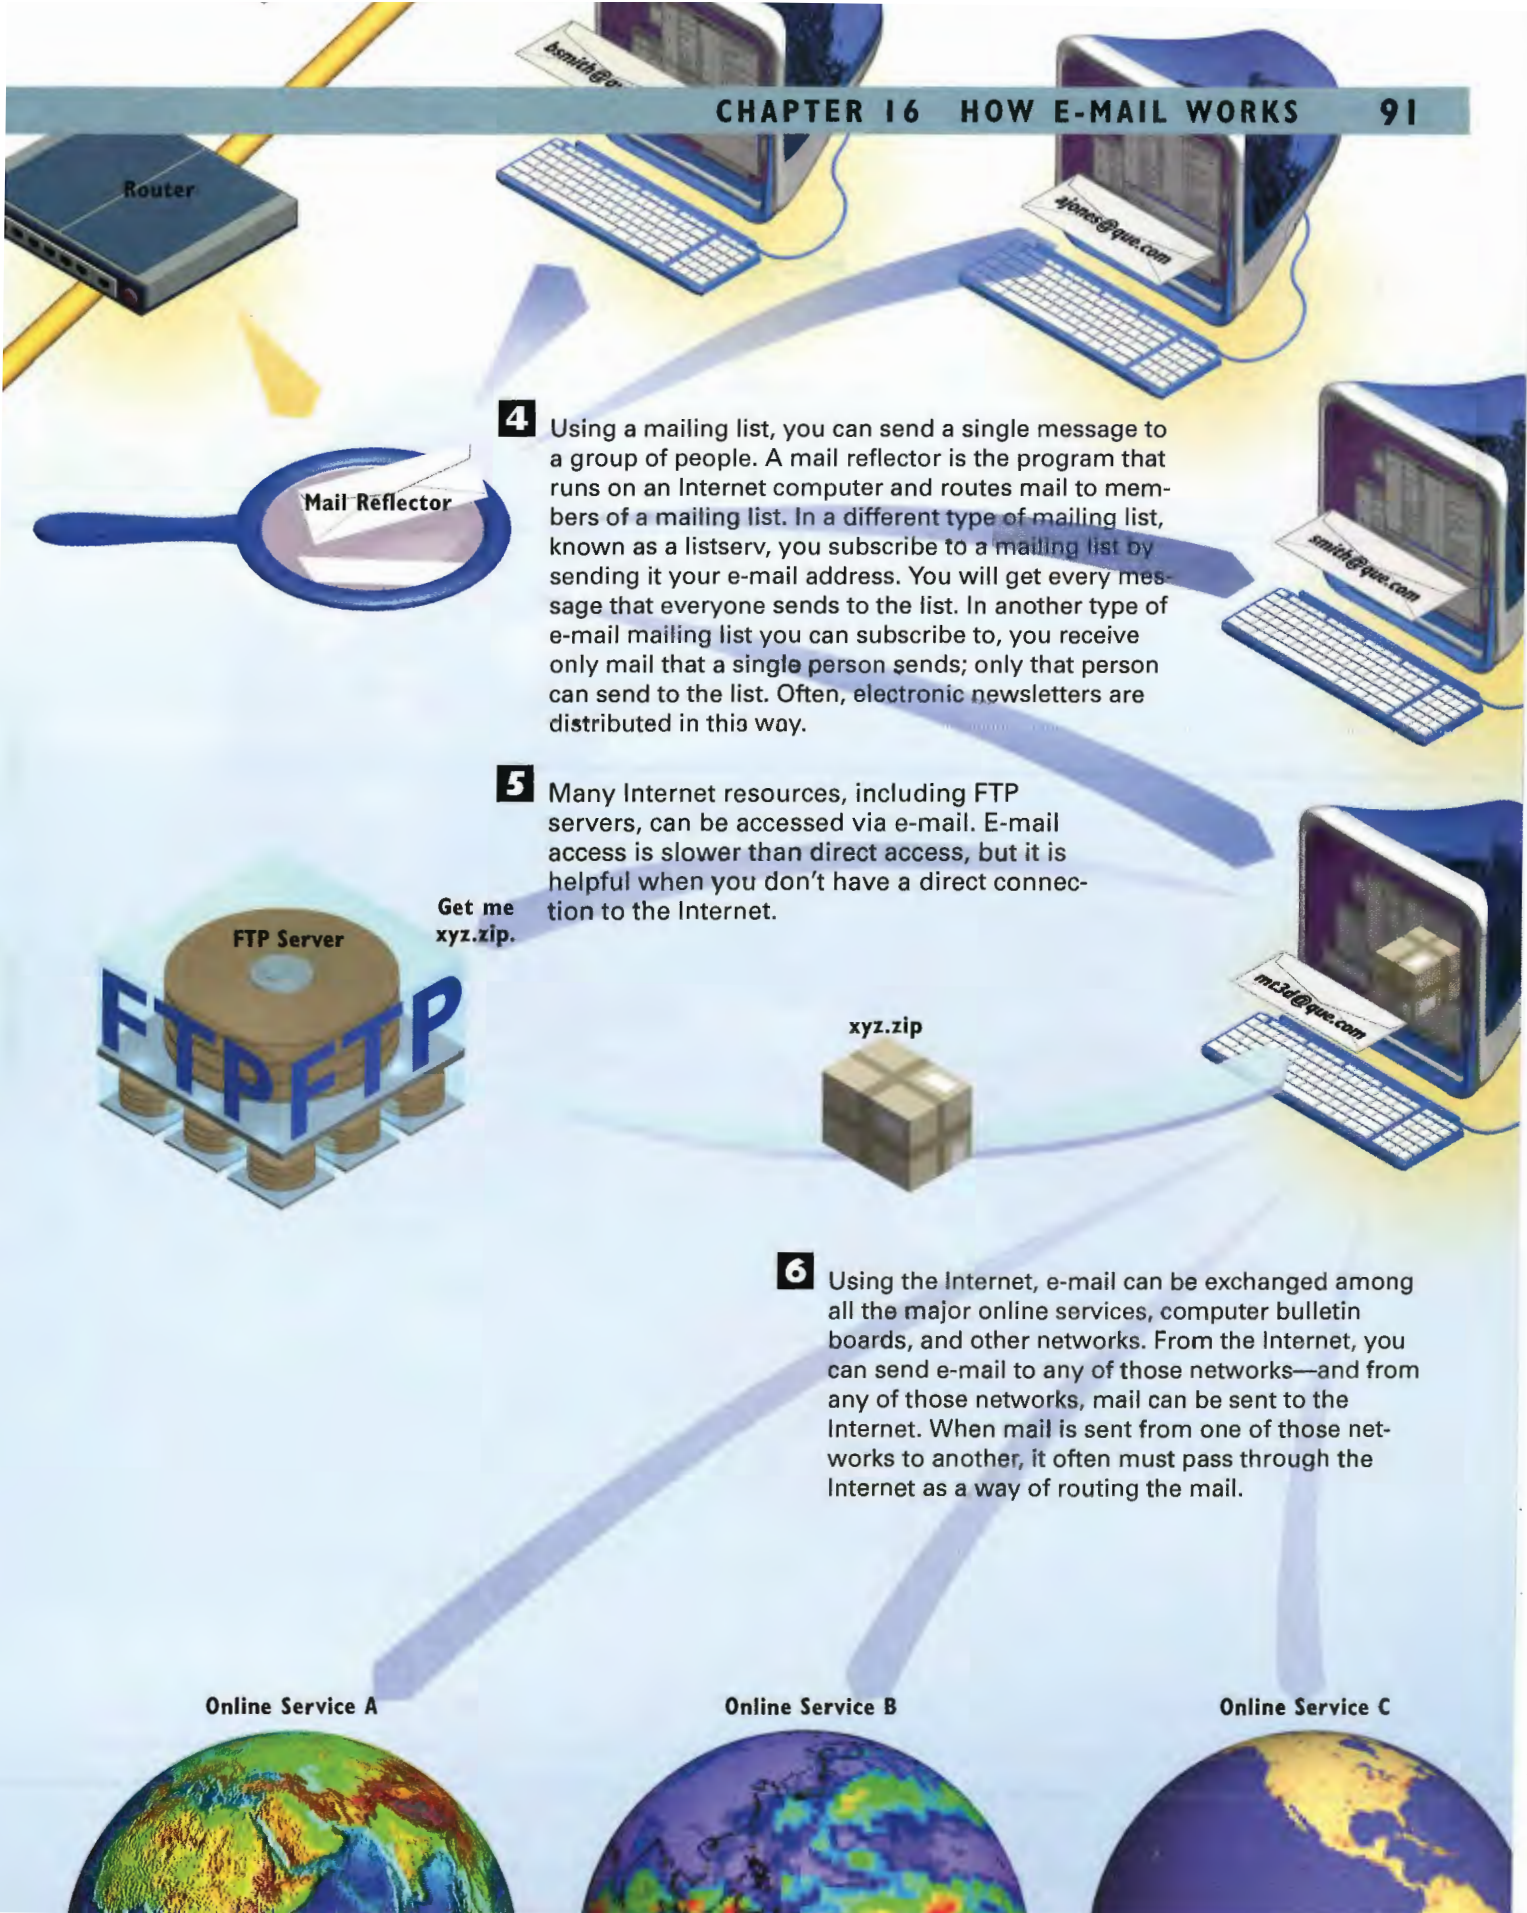 bsmith@
CHAPTER 16 HOW E-MAIL WORKS 91
Router
ajones@que.com
4 Using a mailing list, you can send a single message to
a group of people. A mail reflector is the program that
runs on an Internet computer and routes mail to mem-
bers of a mailing list. In a different type of mailing list,
known as a listserv, you subscribe to a mailing list by
sending it your e-mail address. You will get every mes-
sage that everyone sends to the list. In another type of
e-mail mailing list you can subscribe to, you receive
only mail that a single person sends; only that person
can send to the list. Often, electronic newsletters are
distributed in this way.
Mail Reflector
smith@que.com
5 Many Internet resources, including FTP
servers, can be accessed via e-mail. E-mail
access is slower than direct access, but it is
helpful when you don't have a direct connec-
tion to the Internet.
Get me
xyz.zip.
FTP Server
FTP FTP
mc3d@que.com
xyz.zip
6 Using the Internet, e-mail can be exchanged among
all the major online services, computer bulletin
boards, and other networks. From the Internet, you
can send e-mail to any of those networks—and from
any of those networks, mail can be sent to the
Internet. When mail is sent from one of those net-
works to another, it often must pass through the
Internet as a way of routing the mail.
Online Service A
Online Service B
Online Service C